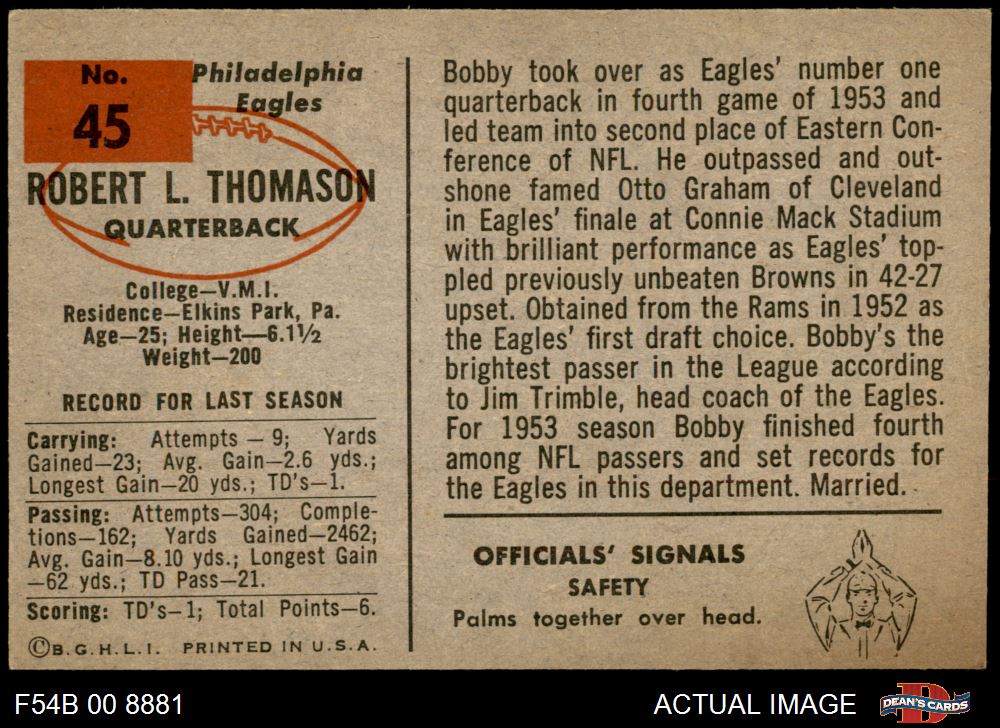 No.
45
Philadelphia
Eagles
ROBERT L. THOMASON
QUARTERBACK
College—V.M.I.
Residence—Elkins Park, Pa.
Age—25; Height—6.1½
Weight—200
RECORD FOR LAST SEASON
Carrying: Attempts — 9; Yards
Gained—23; Avg. Gain—2.6 yds.;
Longest Gain—20 yds.; TD's—1.
Passing: Attempts—304; Comple-
tions—162; Yards Gained—2462;
Avg. Gain—8.10 yds.; Longest Gain
—62 yds.; TD Pass—21.
Scoring: TD's—1; Total Points—6.
©B.G.H.L.I. PRINTED IN U.S.A.
Bobby took over as Eagles' number one
quarterback in fourth game of 1953 and
led team into second place of Eastern Con-
ference of NFL. He outpassed and out-
shone famed Otto Graham of Cleveland
in Eagles' finale at Connie Mack Stadium
with brilliant performance as Eagles' top-
pled previously unbeaten Browns in 42-27
upset. Obtained from the Rams in 1952 as
the Eagles' first draft choice. Bobby's the
brightest passer in the League according
to Jim Trimble, head coach of the Eagles.
For 1953 season Bobby finished fourth
among NFL passers and set records for
the Eagles in this department. Married.
OFFICIALS' SIGNALS
SAFETY
Palms together over head.
F54B 00 8881
ACTUAL IMAGE
D
DEAN'S CARDS